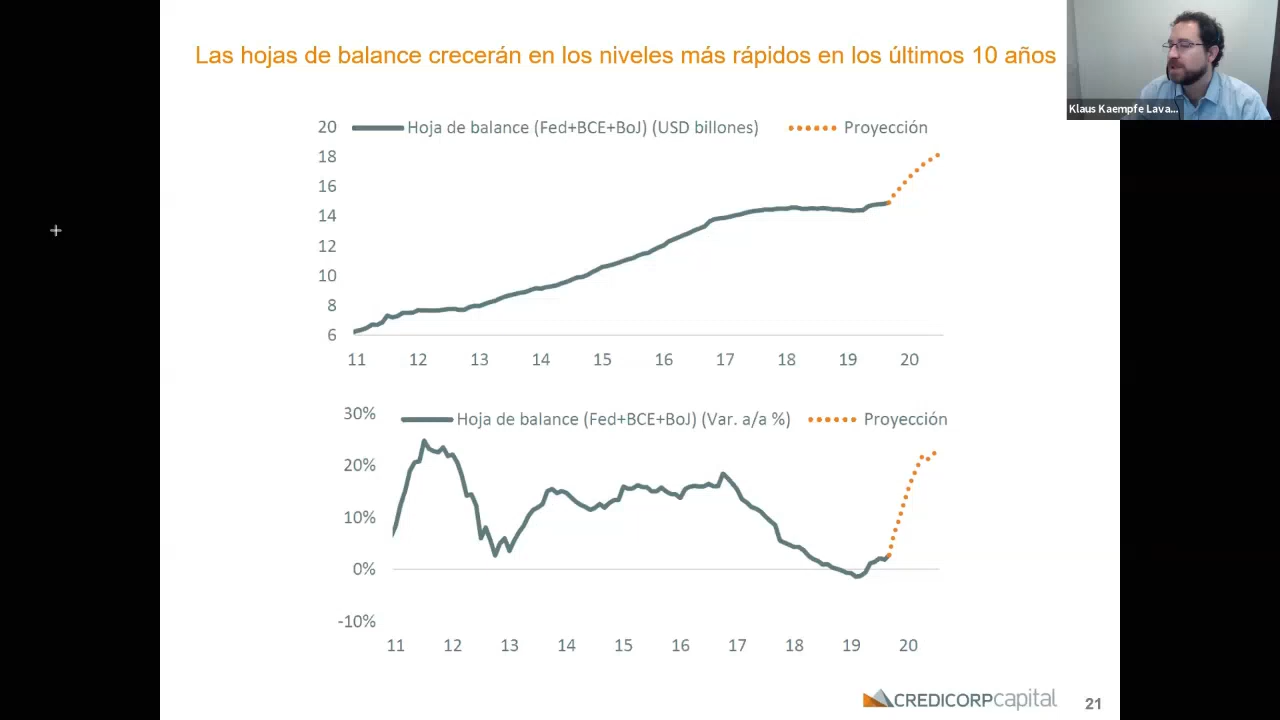 Las hojas de balance crecerán en los niveles más rápidos en los últimos 10 años
Klaus Kaempfe Lava...
Hoja de balance (Fed+BCE+BoJ) (USD billones) Proyección
20
18
16
14
12
10
8
6
11 12 13 14 15 16 17 18 19 20
Hoja de balance (Fed+BCE+BoJ) (Var. a/a %) Proyección
30%
20%
10%
0%
-10%
11 12 13 14 15 16 17 18 19 20
CREDICORPcapital
21